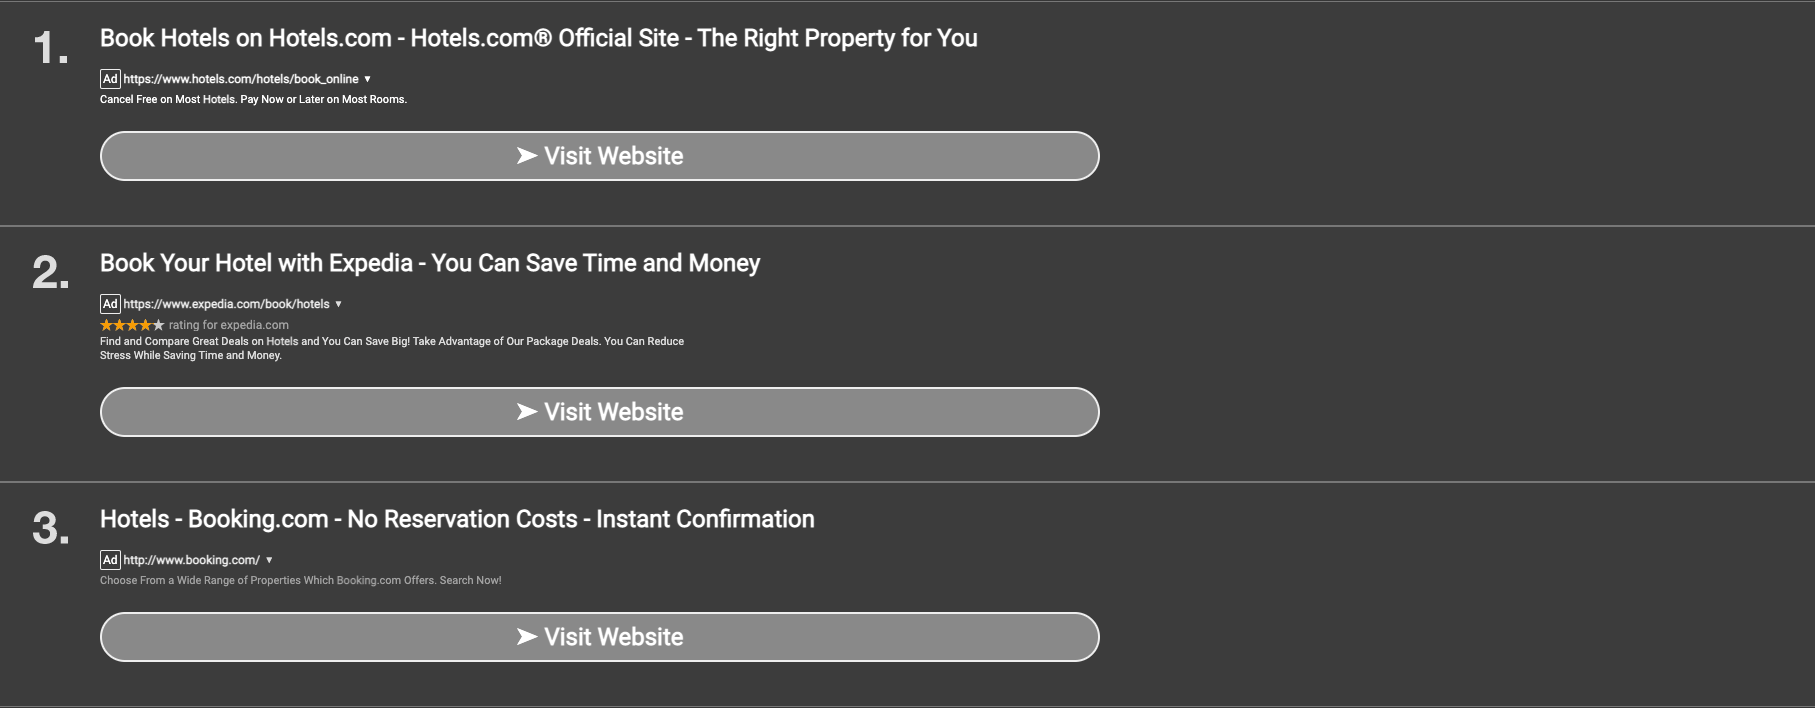 1.
Book Hotels on Hotels.com - Hotels.com® Official Site - The Right Property for You
Ad https://www.hotels.com/hotels/book_online ▼
Cancel Free on Most Hotels. Pay Now or Later on Most Rooms.
➤ Visit Website
2.
Book Your Hotel with Expedia - You Can Save Time and Money
Ad https://www.expedia.com/book/hotels ▼
★★★★★ rating for expedia.com
Find and Compare Great Deals on Hotels and You Can Save Big! Take Advantage of Our Package Deals. You Can Reduce
Stress While Saving Time and Money.
➤ Visit Website
3.
Hotels - Booking.com - No Reservation Costs - Instant Confirmation
Ad http://www.booking.com/ ▼
Choose From a Wide Range of Properties Which Booking.com Offers. Search Now!
➤ Visit Website